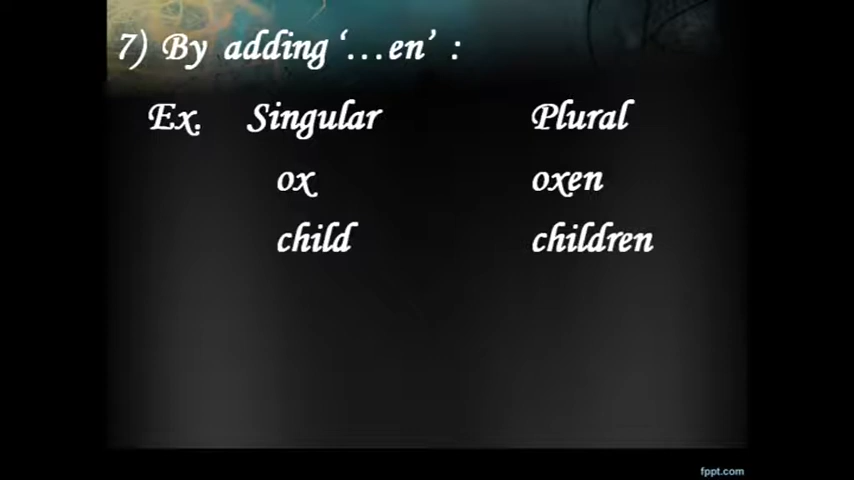 7) By adding ‘...en’ :
Ex. Singular Plural
ox oxen
child children
fppt.com